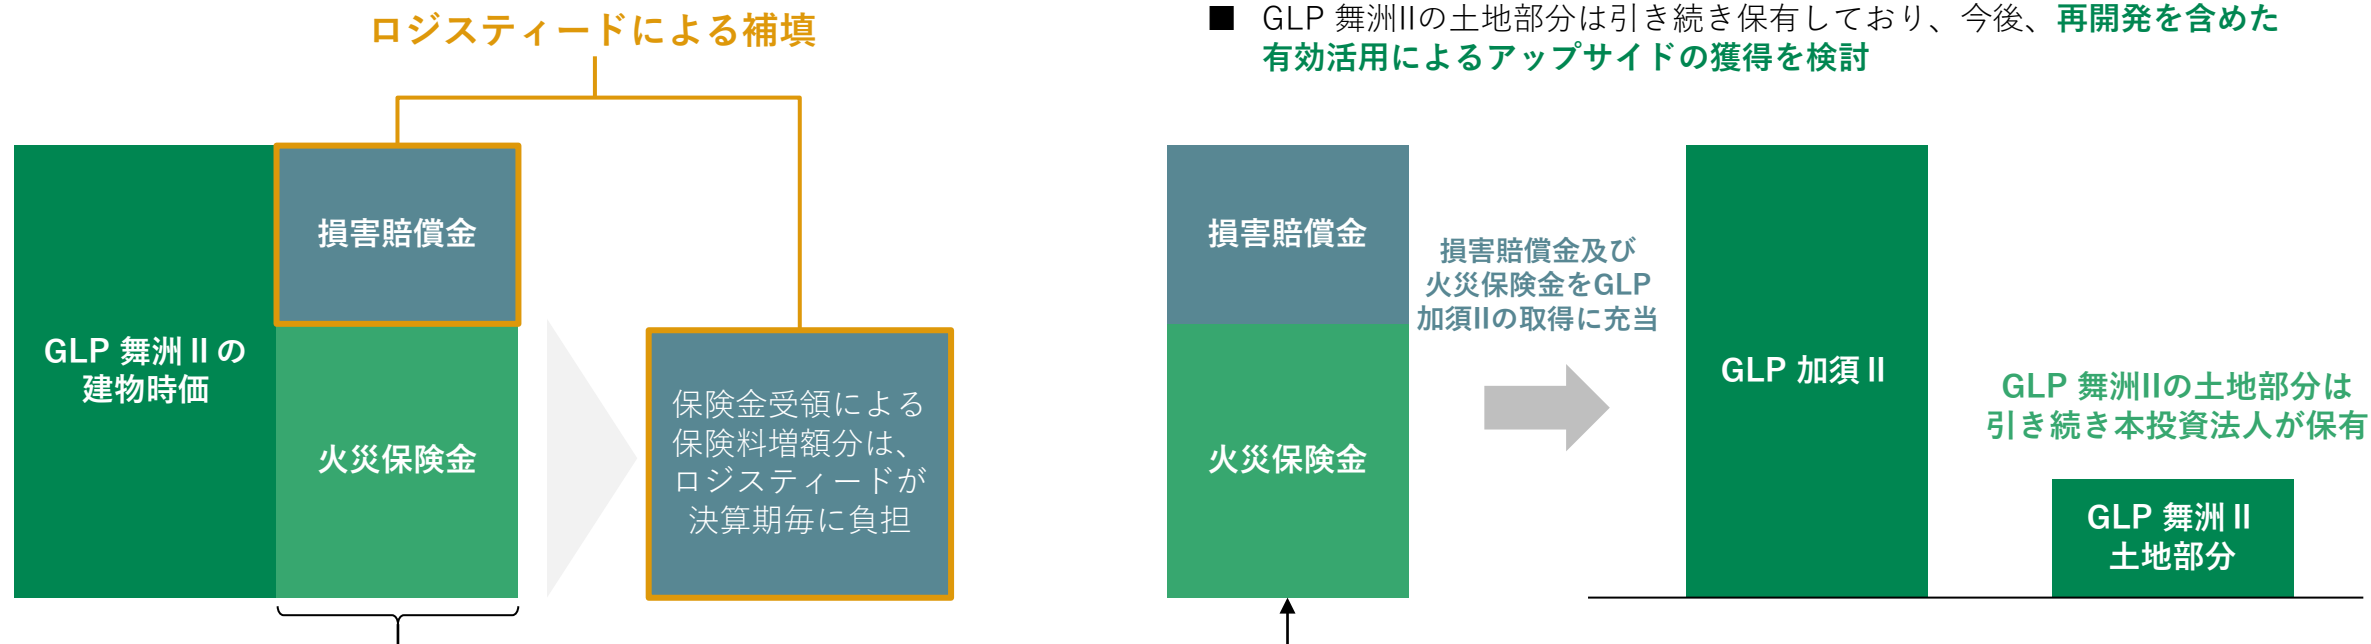 ロジスティードによる補填
損害賠償金
GLP 舞洲Ⅱの
建物時価
火災保険金
保険金受領による
保険料増額分は、
ロジスティードが
決算期毎に負担
■ GLP 舞洲IIの土地部分は引き続き保有しており、今後、再開発を含めた
有効活用によるアップサイドの獲得を検討
損害賠償金
火災保険金
損害賠償金及び
火災保険金をGLP
加須IIの取得に充当
GLP 加須Ⅱ
GLP 舞洲IIの土地部分は
引き続き本投資法人が保有
GLP 舞洲Ⅱ
土地部分